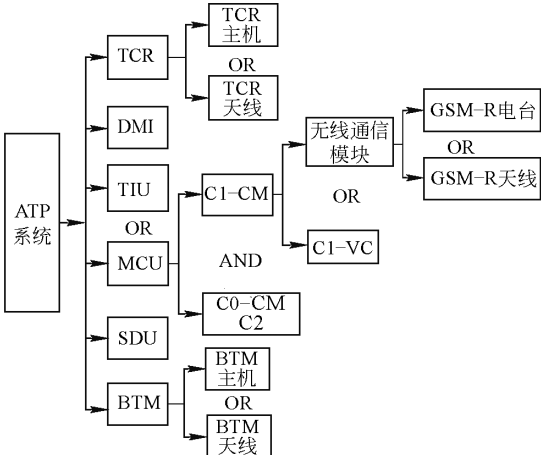 ATP
系统
TCR
DMI
TIU
OR
MCU
SDU
BTM
TCR
主机
OR
TCR
天线
C1-CM
AND
C0-CM
C2
BTM
主机
OR
BTM
天线
无线通信
模块
OR
C1-VC
GSM-R电台
OR
GSM-R天线